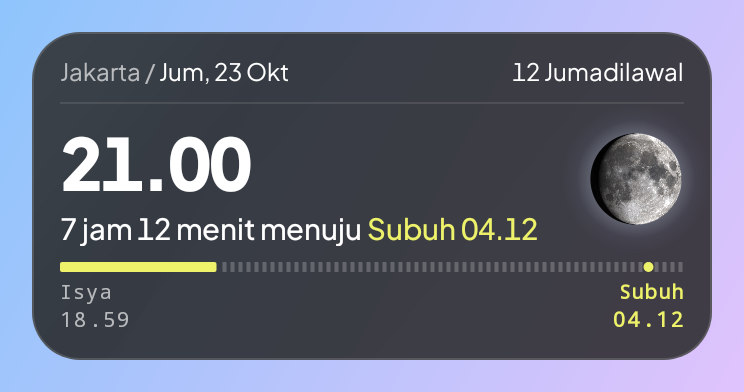 Jakarta / Jum, 23 Okt
12 Jumadilawal
21.00
7 jam 12 menit menuju Subuh 04.12
Isya
Subuh
18.59
04.12